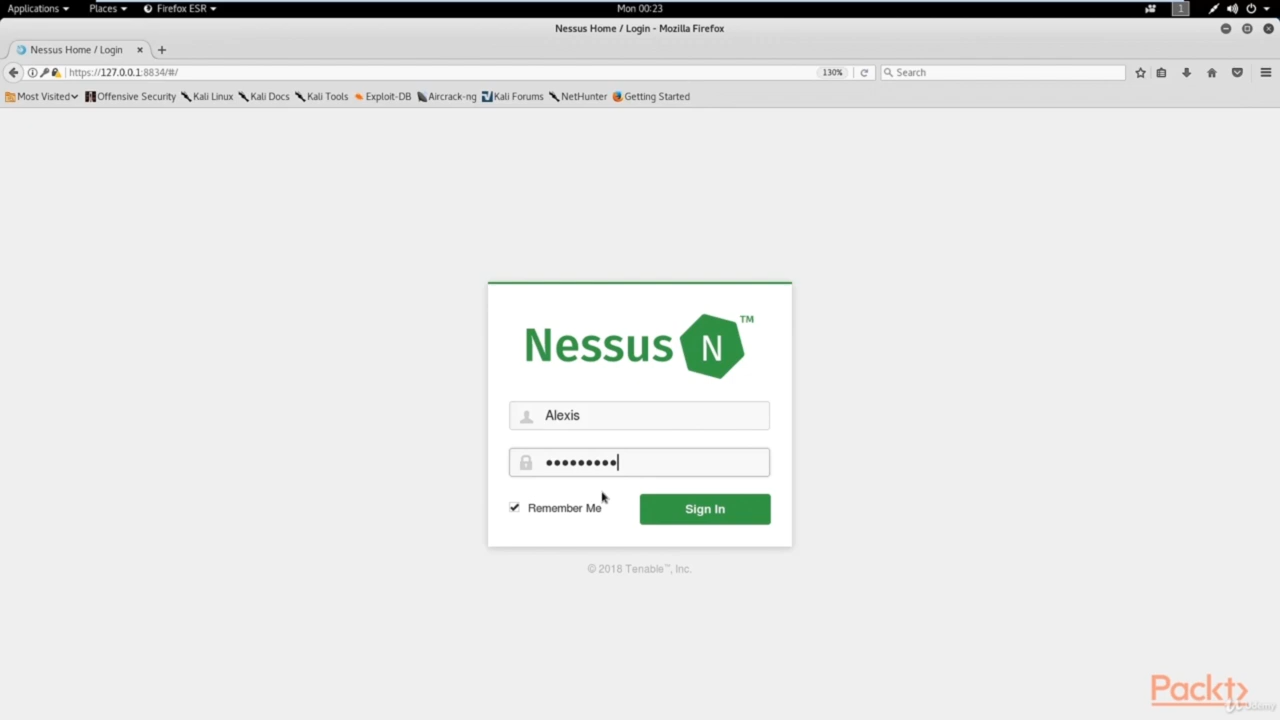 Applications Places Firefox ESR Mon 00:23 1
Nessus Home / Login - Mozilla Firefox
Nessus Home / Login × +
https://127.0.0.1:8834/#/ 130% Search
Most Visited Offensive Security Kali Linux Kali Docs Kali Tools Exploit-DB Aircrack-ng Kali Forums NetHunter Getting Started
Nessus N ™
Alexis
•••••••••
Remember Me Sign In
© 2018 Tenable™, Inc.
Packt>
Udemy